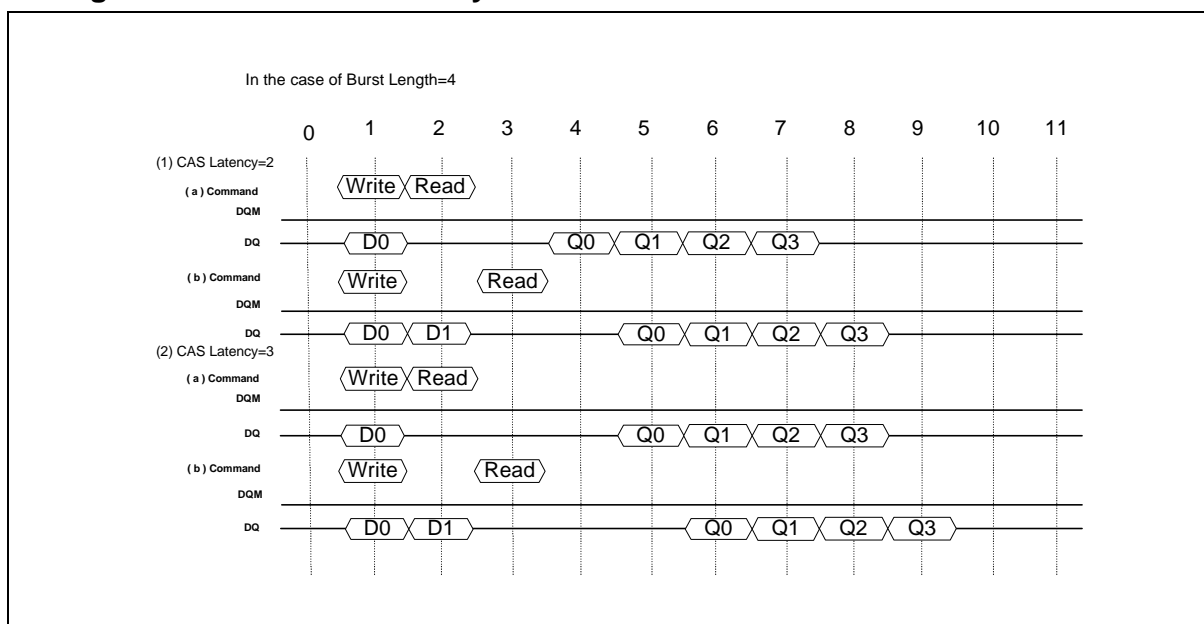 In the case of Burst Length=4
0 1 2 3 4 5 6 7 8 9 10 11
(1) CAS Latency=2
( a ) Command Write Read
DQM
DQ D0 Q0 Q1 Q2 Q3
( b ) Command Write Read
DQM
DQ D0 D1 Q0 Q1 Q2 Q3
(2) CAS Latency=3
( a ) Command Write Read
DQM
DQ D0 Q0 Q1 Q2 Q3
( b ) Command Write Read
DQM
DQ D0 D1 Q0 Q1 Q2 Q3